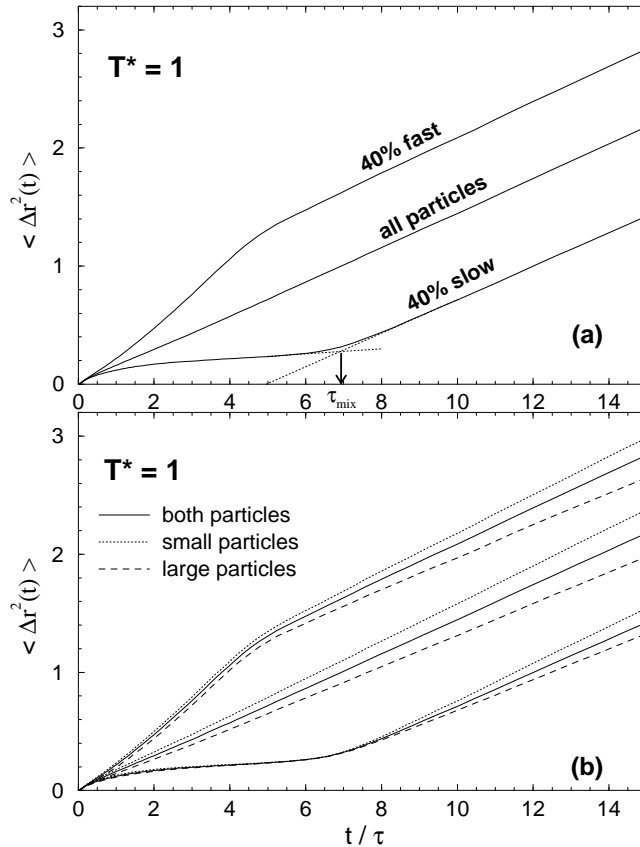 3
T* = 1
40% fast
2
< Δr²(t) >
all particles
1
40% slow
(a)
0
0 2 4 6 8 10 12 14
τmix
3
T* = 1
both particles
small particles
large particles
2
< Δr²(t) >
1
(b)
0
0 2 4 6 8 10 12 14
t / τ